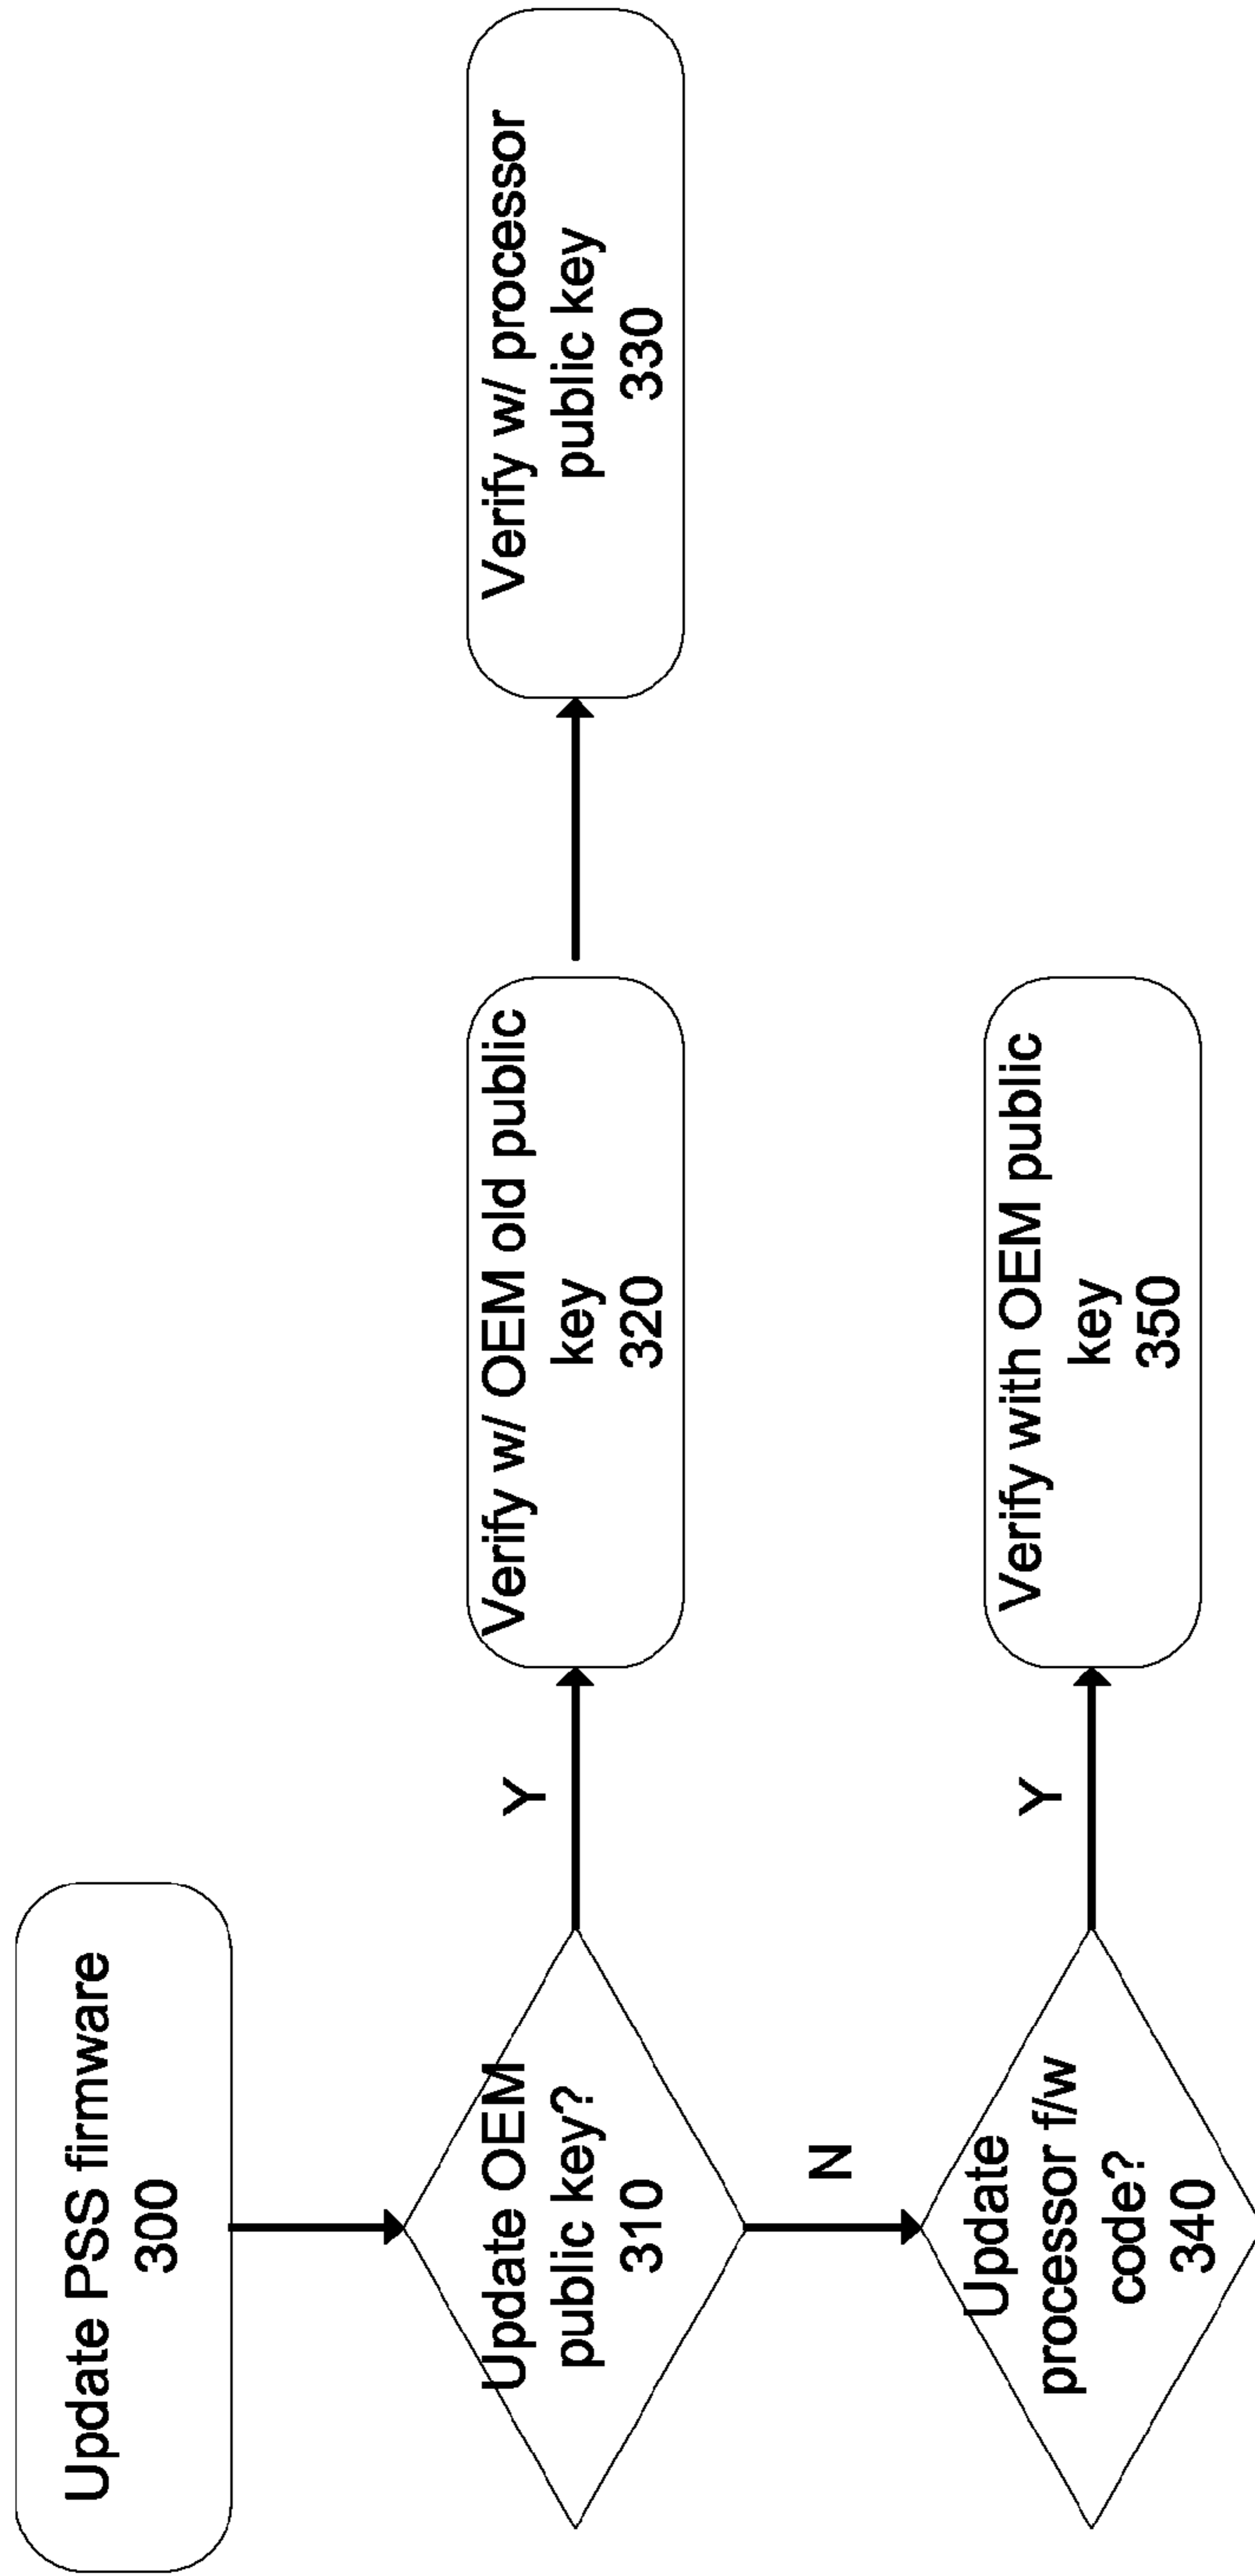 Update PSS firmware
300
Update OEM
public key?
310
Y
Verify w/ OEM old public
key
320
Verify w/ processor
public key
330
N
Update
processor f/w
code?
340
Y
Verify with OEM public
key
350